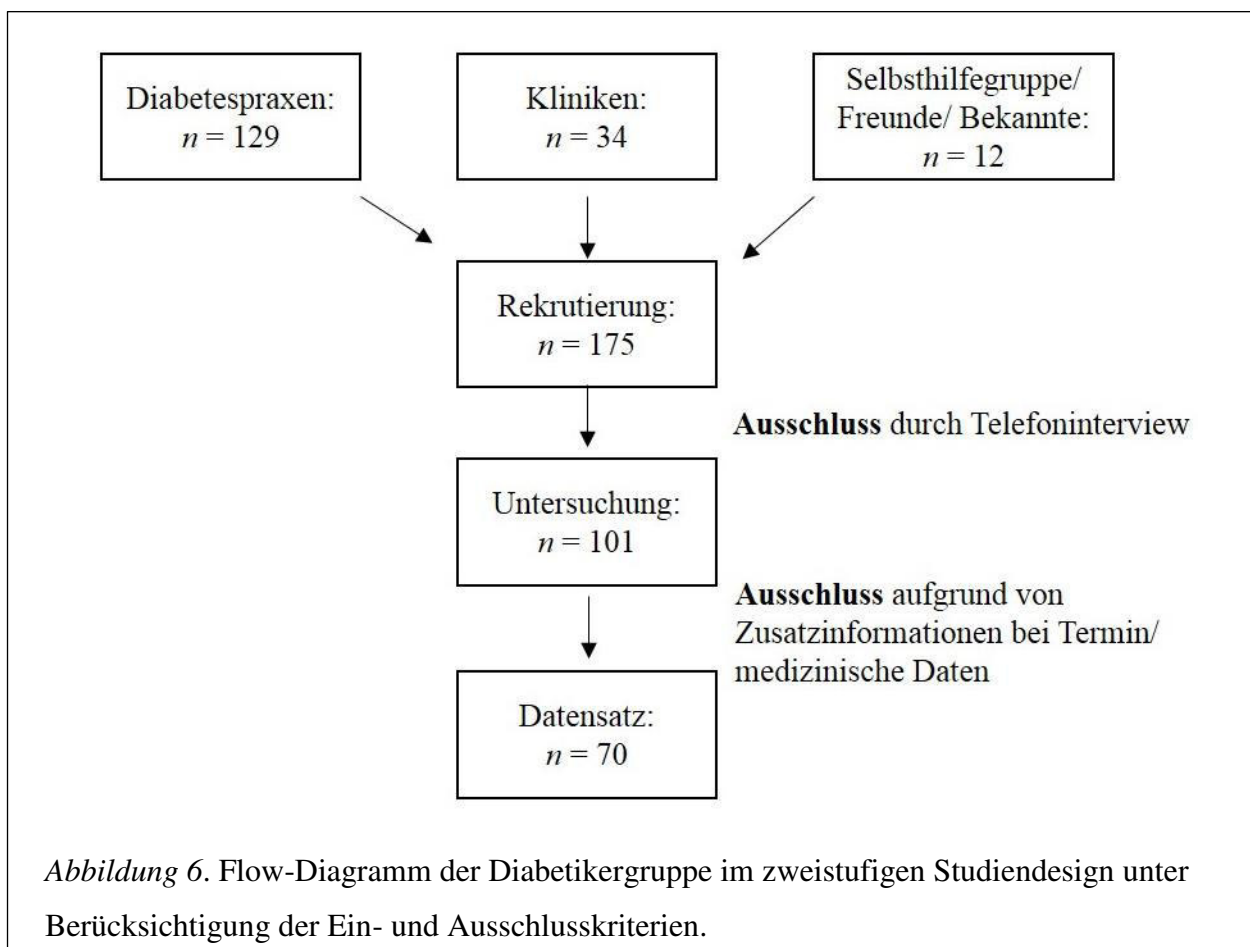 Diabetespraxen:
n = 129
Kliniken:
n = 34
Selbsthilfegruppe/
Freunde/ Bekannte:
n = 12
Rekrutierung:
n = 175
Ausschluss durch Telefoninterview
Untersuchung:
n = 101
Ausschluss aufgrund von
Zusatzinformationen bei Termin/
medizinische Daten
Datensatz:
n = 70
Abbildung 6. Flow-Diagramm der Diabetikergruppe im zweistufigen Studiendesign unter
Berücksichtigung der Ein- und Ausschlusskriterien.